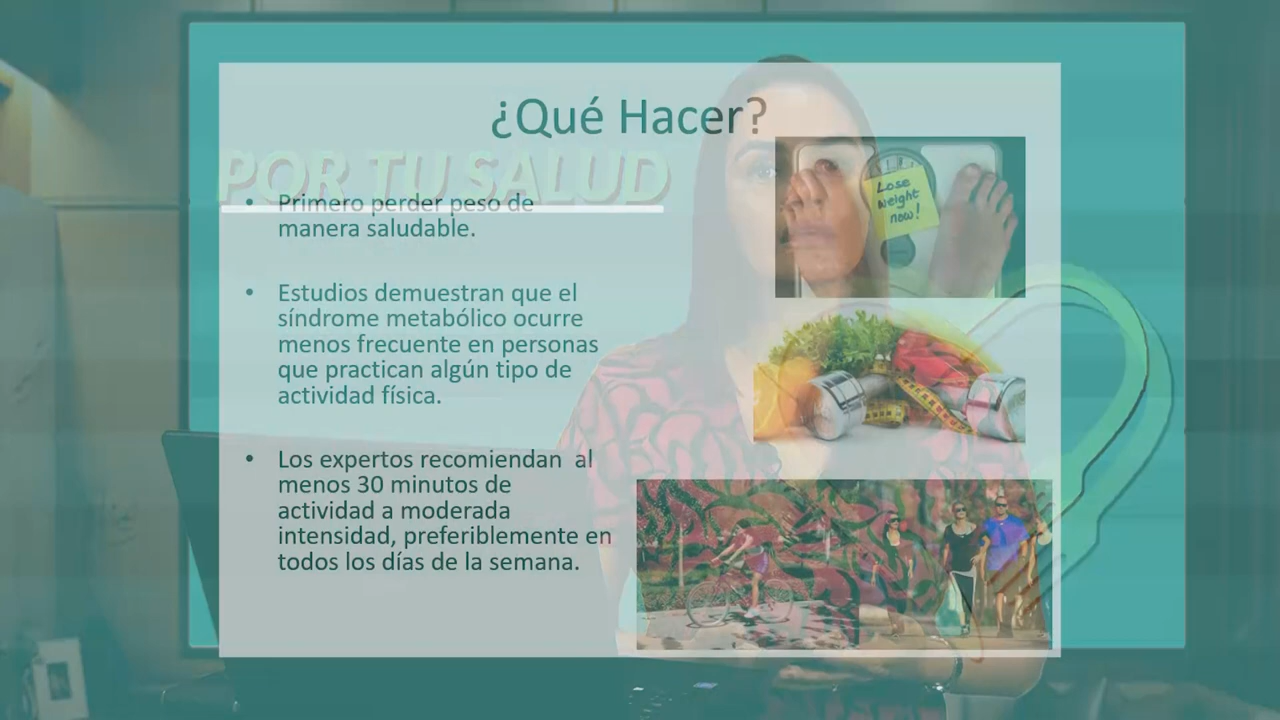 ¿Qué Hacer?
POR TU SALUD
• Primero perder peso de
manera saludable.
• Estudios demuestran que el
síndrome metabólico ocurre
menos frecuente en personas
que practican algún tipo de
actividad física.
• Los expertos recomiendan al
menos 30 minutos de
actividad a moderada
intensidad, preferiblemente en
todos los días de la semana.
Lose
weight
now!